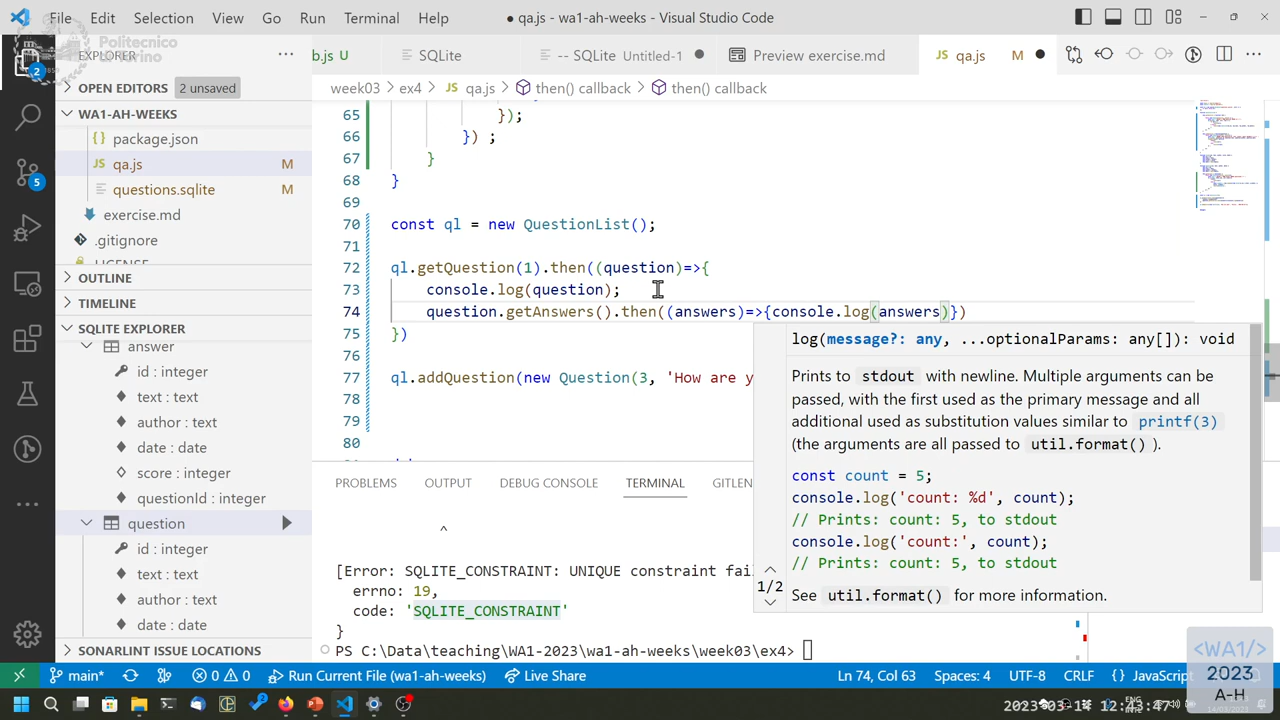 File Edit Selection View Go Run Terminal Help
● qa.js - wa1-ah-weeks - Visual Studio Code
Politecnico
EXPLORER
b.js U
SQLite
-- SQLite Untitled-1
Preview exercise.md
JS qa.js M
OPEN EDITORS 2 unsaved
week03 > ex4 > JS qa.js > then() callback > then() callback
WA1-AH-WEEKS
{} package.json
JS qa.js M
questions.sqlite M
exercise.md
.gitignore
LICENSE
OUTLINE
TIMELINE
SQLITE EXPLORER
answer
id : integer
text : text
author : text
date : text
score : integer
questionId : integer
question
id : integer
text : text
author : text
date : date
SONARLINT ISSUE LOCATIONS
2
5
65 });
66 }) ;
67 }
68 }
69
70 const ql = new QuestionList();
71
72 ql.getQuestion(1).then((question)=>{
73 console.log(question);
74 question.getAnswers().then((answers)=>{console.log(answers)})
75 })
76
77 ql.addQuestion(new Question(3, 'How are y
78
79
80
log(message?: any, ...optionalParams: any[]): void
Prints to stdout with newline. Multiple arguments can be
passed, with the first used as the primary message and all
additional used as substitution values similar to printf(3)
(the arguments are all passed to util.format() ).
const count = 5;
console.log('count: %d', count);
// Prints: count: 5, to stdout
console.log('count:', count);
// Prints: count: 5, to stdout
1/2
See util.format() for more information.
PROBLEMS OUTPUT DEBUG CONSOLE TERMINAL GITLEN
^
[Error: SQLITE_CONSTRAINT: UNIQUE constraint fai
errno: 19,
code: 'SQLITE_CONSTRAINT'
}
PS C:\Data\teaching\WA1-2023\wa1-ah-weeks\week03\ex4>
<WA1/>
2023
A-H
main* 0 0 Run Current File (wa1-ah-weeks) Live Share
Ln 74, Col 63 Spaces: 4 UTF-8 CRLF {} JavaScript